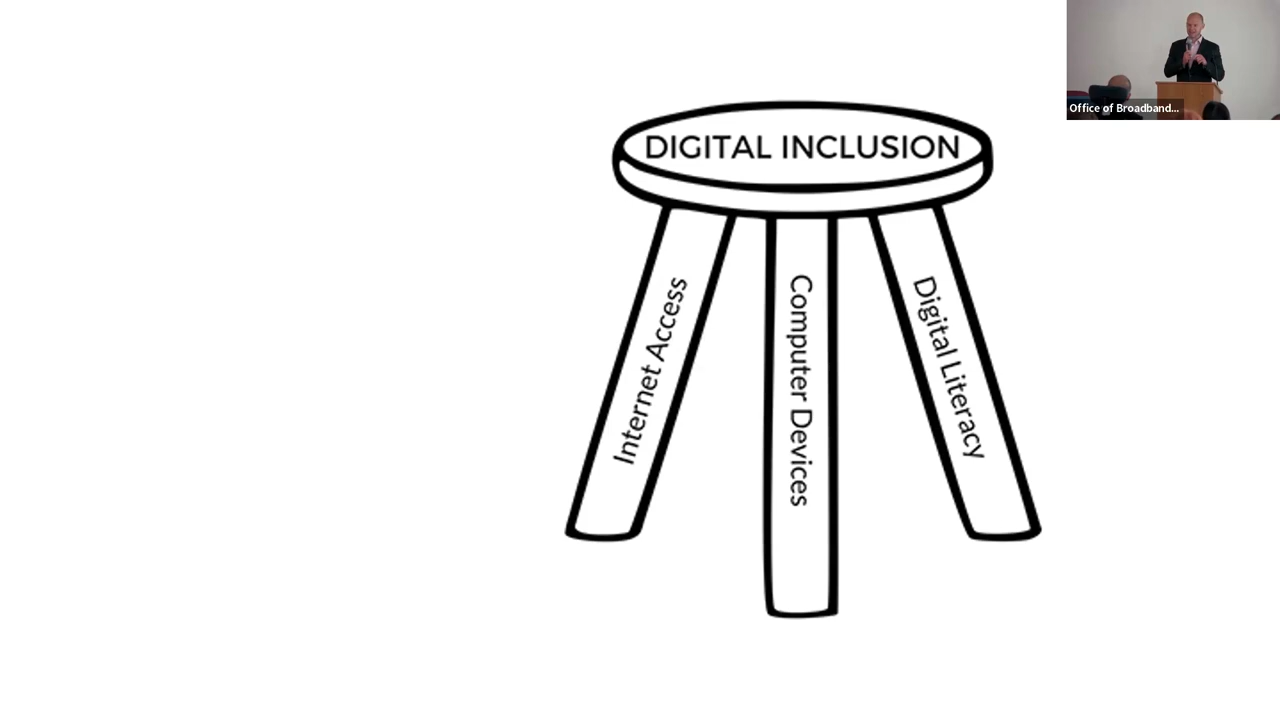 Office of Broadband...
DIGITAL INCLUSION
Internet Access
Computer Devices
Digital Literacy